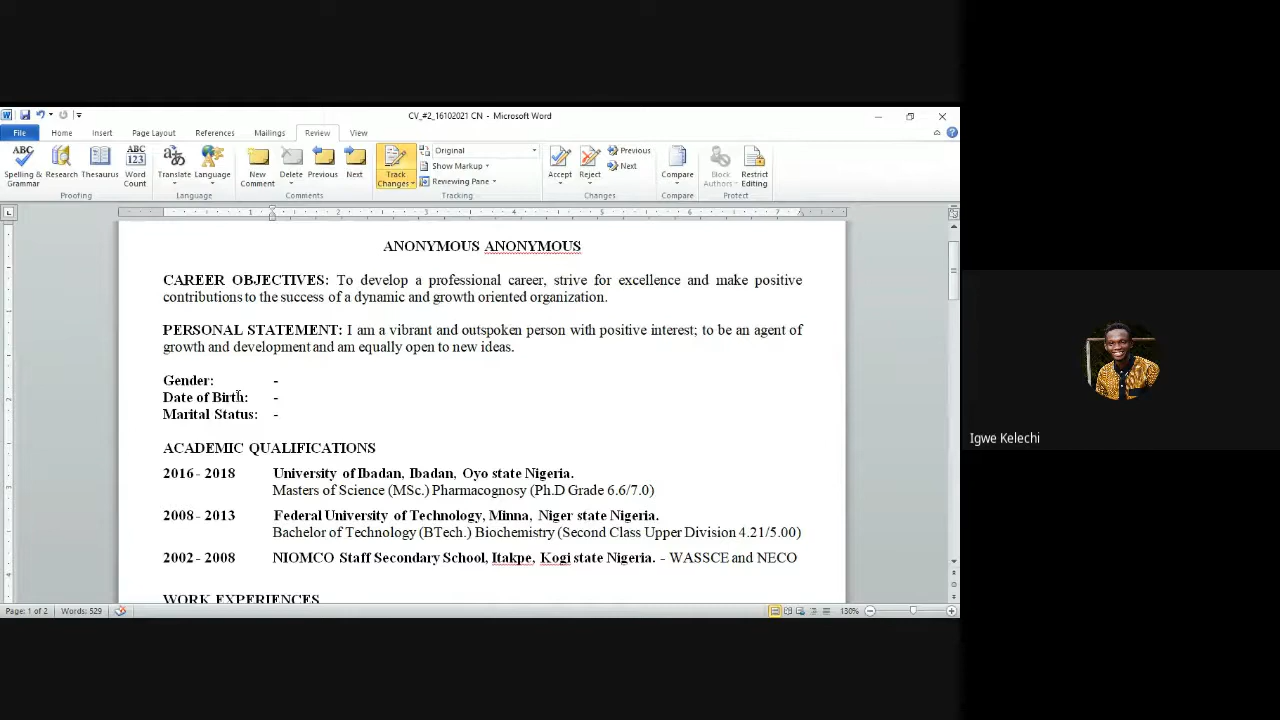 CV_#2_16102021 CN - Microsoft Word
File Home Insert Page Layout References Mailings Review View
Spelling & Grammar Research Thesaurus Word Count Translate Language New Comment Delete Previous Next Track Changes Original Show Markup Reviewing Pane Accept Reject Previous Next Compare Block Authors Restrict Editing
Proofing Language Comments Tracking Changes Compare Protect
ANONYMOUS ANONYMOUS
CAREER OBJECTIVES: To develop a professional career, strive for excellence and make positive
contributions to the success of a dynamic and growth oriented organization.
PERSONAL STATEMENT: I am a vibrant and outspoken person with positive interest; to be an agent of
growth and development and am equally open to new ideas.
Gender: -
Date of Birth: -
Marital Status: -
ACADEMIC QUALIFICATIONS
2016 - 2018 University of Ibadan, Ibadan, Oyo state Nigeria.
Masters of Science (MSc.) Pharmacognosy (Ph.D Grade 6.6/7.0)
2008 - 2013 Federal University of Technology, Minna, Niger state Nigeria.
Bachelor of Technology (BTech.) Biochemistry (Second Class Upper Division 4.21/5.00)
2002 - 2008 NIOMCO Staff Secondary School, Itakpe, Kogi state Nigeria. - WASSCE and NECO
WORK EXPERIENCES
Page: 1 of 2 Words: 529 130%
Igwe Kelechi